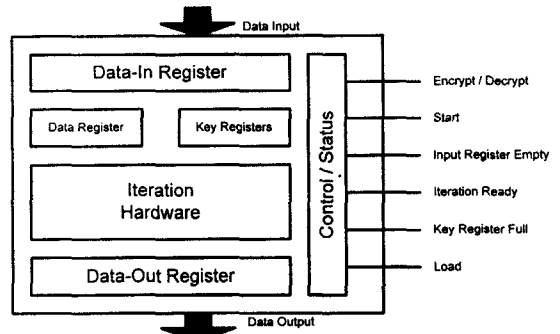 Data Input
Data-In Register
Data Register
Key Registers
Iteration
Hardware
Data-Out Register
Control / Status
Encrypt / Decrypt
Start
Input Register Empty
Iteration Ready
Key Register Full
Load
Data Output